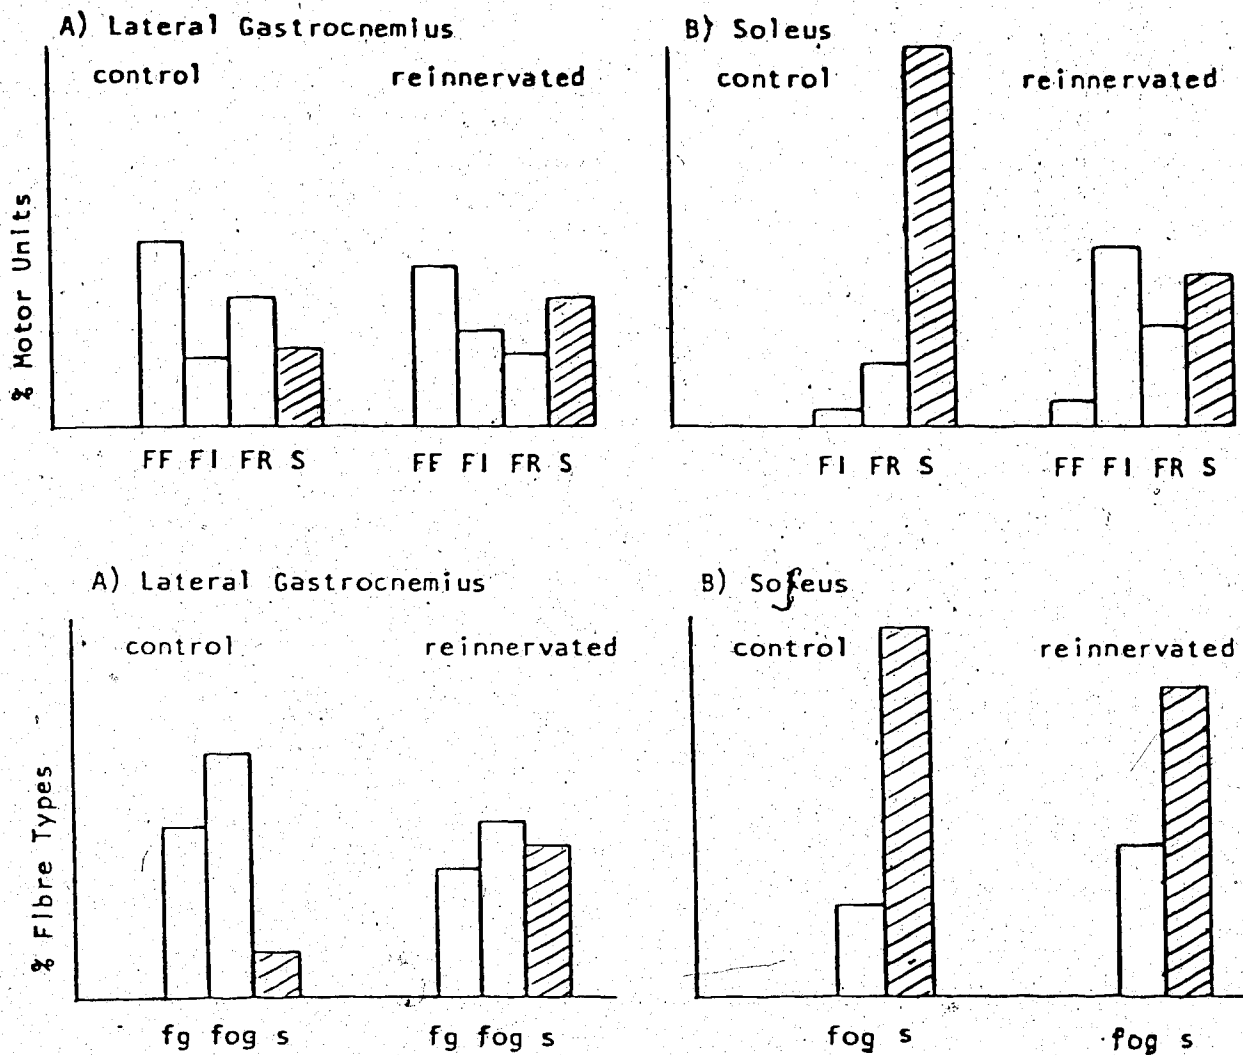 A) Lateral Gastrocnemius
control reinnervated
% Motor Units
FF FI FR S FF FI FR S
B) Soleus
control reinnervated
FI FR S FF FI FR S
A) Lateral Gastrocnemius
control reinnervated
% Fibre Types
fg fog s fg fog s
B) Soleus
control reinnervated
fog s fog s